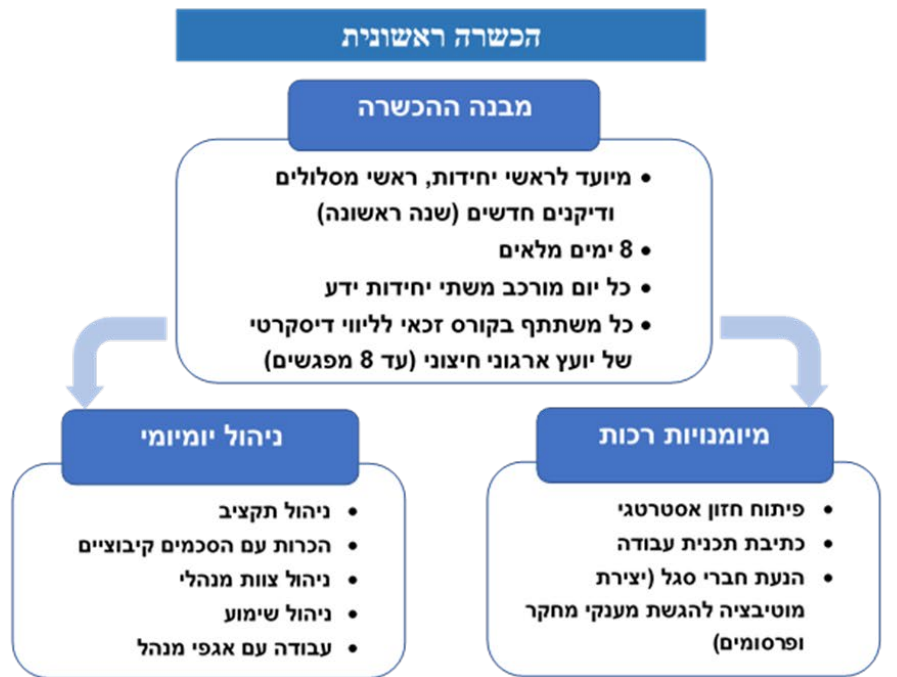 הכשרה ראשונית
מבנה ההכשרה
• מיועד לראשי יחידות, ראשי מסלולים
ודיקנים חדשים (שנה ראשונה)
• 8 ימים מלאים
• כל יום מורכב משתי יחידות ידע
• כל משתתף בקורס זכאי לליווי דיסקרטי
של יועץ ארגוני חיצוני (עד 8 מפגשים)
מיומנויות רכות
• פיתוח חזון אסטרטגי
• כתיבת תכנית עבודה
• הנעת חברי סגל (יצירת
מוטיבציה להגשת מענקי מחקר
ופרסומים)
ניהול יומיומי
• ניהול תקציב
• הכרות עם הסכמים קיבוציים
• ניהול צוות מנהלי
• ניהול שימוע
• עבודה עם אגפי מנהל